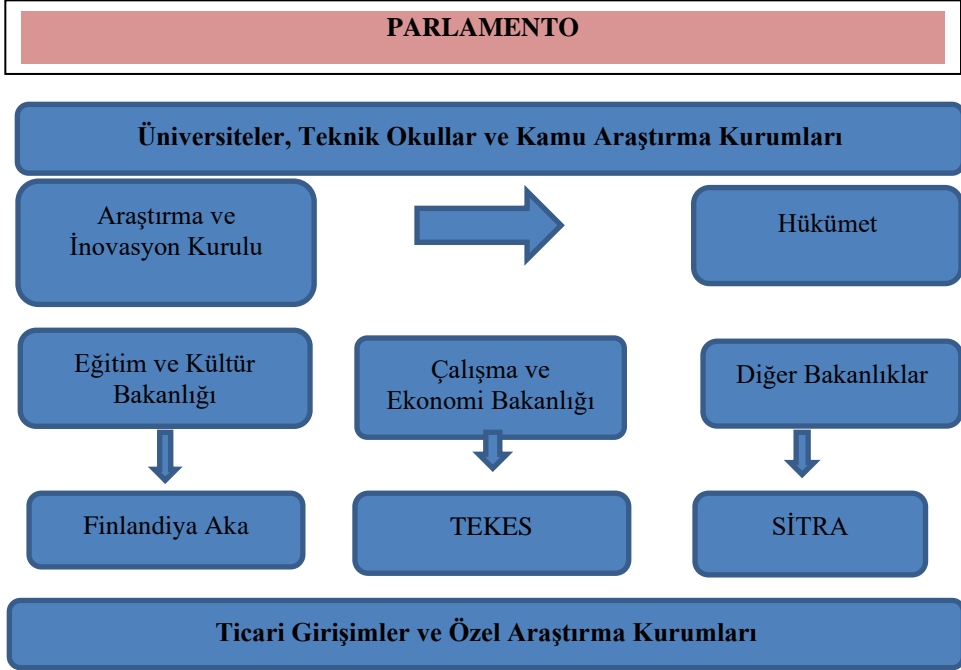 PARLAMENTO
Üniversiteler, Teknik Okullar ve Kamu Araştırma Kurumları
Araştırma ve
İnovasyon Kurulu
Hükümet
Eğitim ve Kültür
Bakanlığı
Çalışma ve
Ekonomi Bakanlığı
Diğer Bakanlıklar
Finlandiya Aka
TEKES
SİTRA
Ticari Girişimler ve Özel Araştırma Kurumları